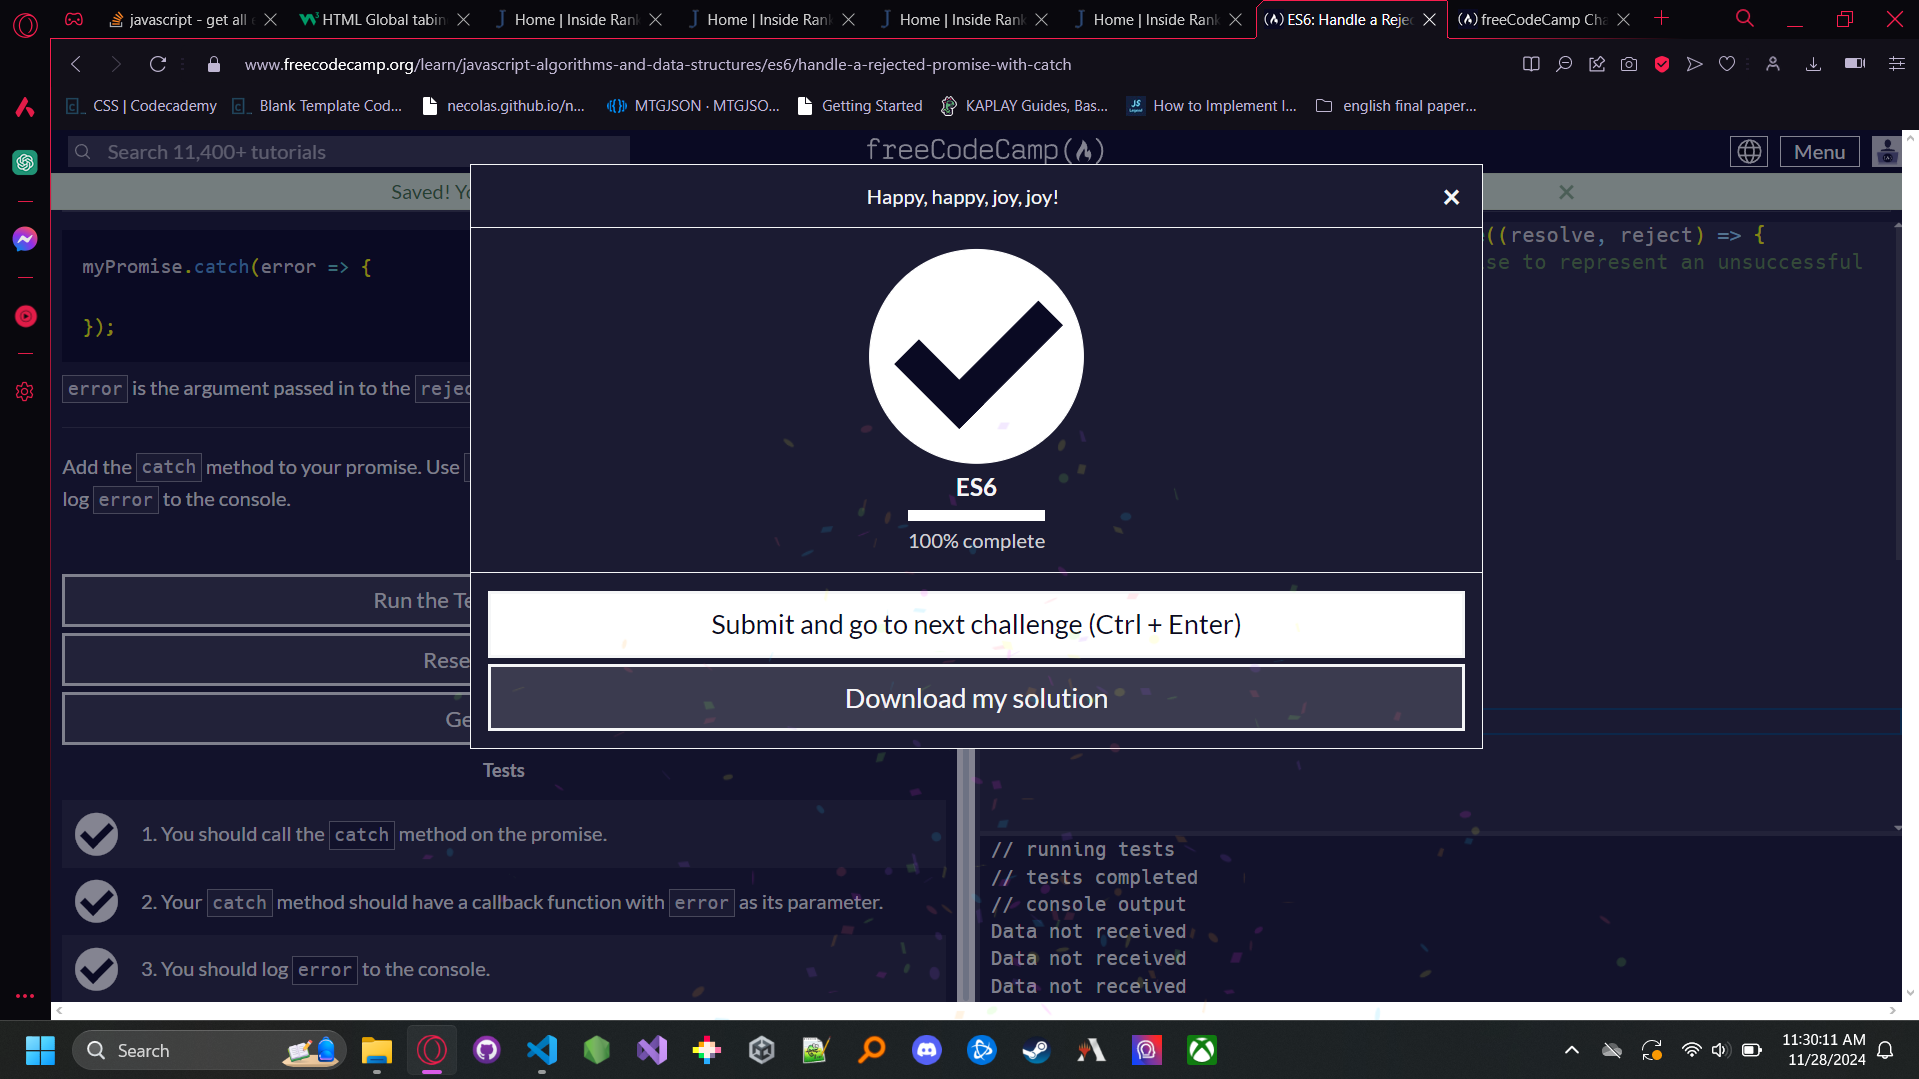 javascript - get all e
HTML Global tabin
Home | Inside Rank
Home | Inside Rank
Home | Inside Rank
Home | Inside Rank
ES6: Handle a Rejec
freeCodeCamp Cha
www.freecodecamp.org/learn/javascript-algorithms-and-data-structures/es6/handle-a-rejected-promise-with-catch
CSS | Codecademy
Blank Template Cod...
necolas.github.io/n...
MTGJSON · MTGJSO...
Getting Started
KAPLAY Guides, Bas...
How to Implement I...
english final paper...
Search 11,400+ tutorials
freeCodeCamp
Menu
Saved! Yo
Happy, happy, joy, joy!
myPromise.catch(error => {
});
error is the argument passed in to the rejec
Add the catch method to your promise. Use
log error to the console.
Run the Te
Rese
Ge
ES6
100% complete
Submit and go to next challenge (Ctrl + Enter)
Download my solution
((resolve, reject) => {
se to represent an unsuccessful
Tests
1. You should call the catch method on the promise.
2. Your catch method should have a callback function with error as its parameter.
3. You should log error to the console.
// running tests
// tests completed
// console output
Data not received
Data not received
Data not received
Search
11:30:11 AM
11/28/2024